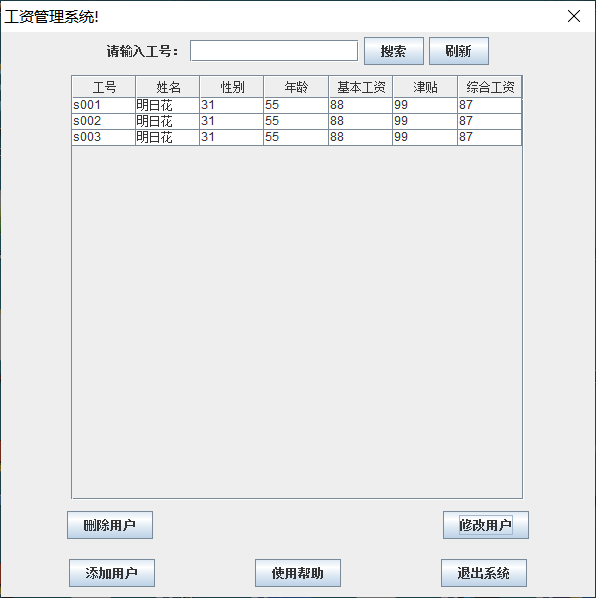 工资管理系统!
请输入工号： 搜索 刷新
工号 姓名 性别 年龄 基本工资 津贴 综合工资
s001 明日花 31 55 88 99 87
s002 明日花 31 55 88 99 87
s003 明日花 31 55 88 99 87
删除用户 修改用户
添加用户 使用帮助 退出系统